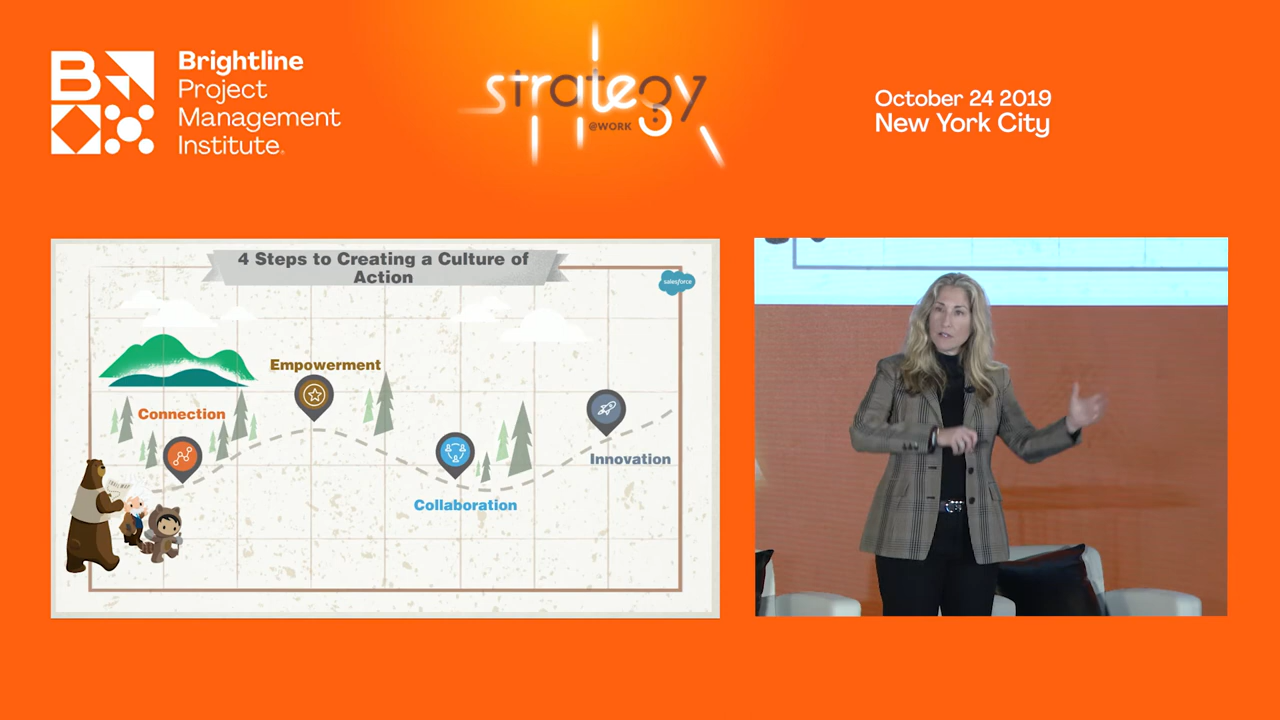 Brightline
Project
Management
Institute
strategy
@WORK
October 24 2019
New York City
4 Steps to Creating a Culture of
Action
salesforce
Empowerment
Connection
Collaboration
Innovation